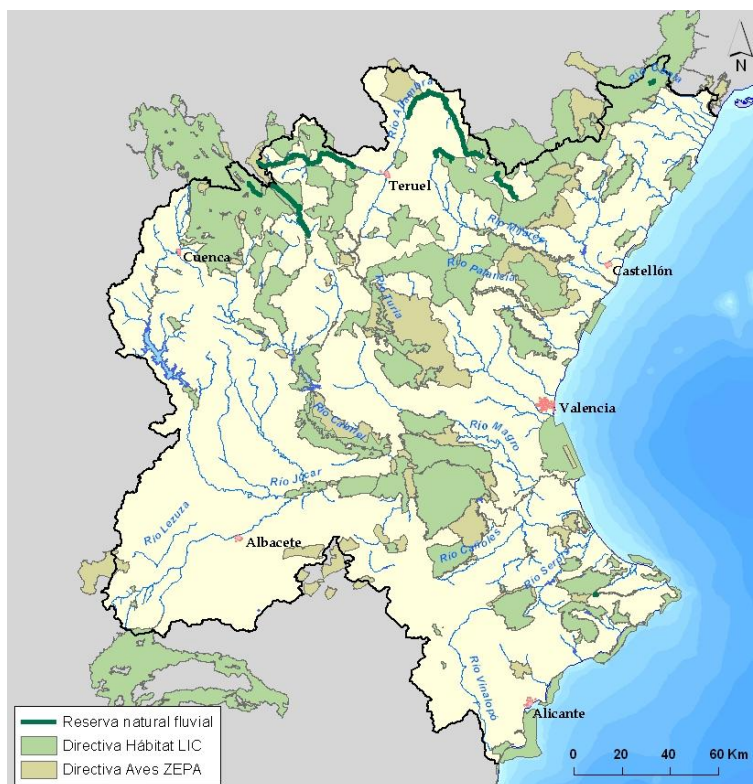 N
Río Cenia
Río Alfambra
Teruel
Río Mijares
Cuenca
Castellón
Río Palancia
Río Turia
Valencia
Río Cabriel
Río Magro
Río Júcar
Río Lezuza
Albacete
Río Cañoles
Río Serpis
Río Vinalopó
Alicante
Reserva natural fluvial
Directiva Hábitat LIC
Directiva Aves ZEPA
0 20 40 60 Km